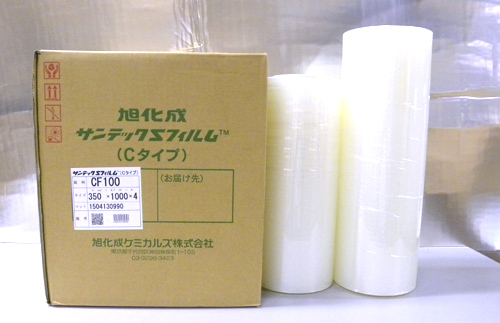 旭化成
サンテックSフィルム™
(Cタイプ)
サンテックSフィルム(Cタイプ)
CF100
350 ×1000×4
1504130990
(お届け先)
旭化成ケミカルズ株式会社